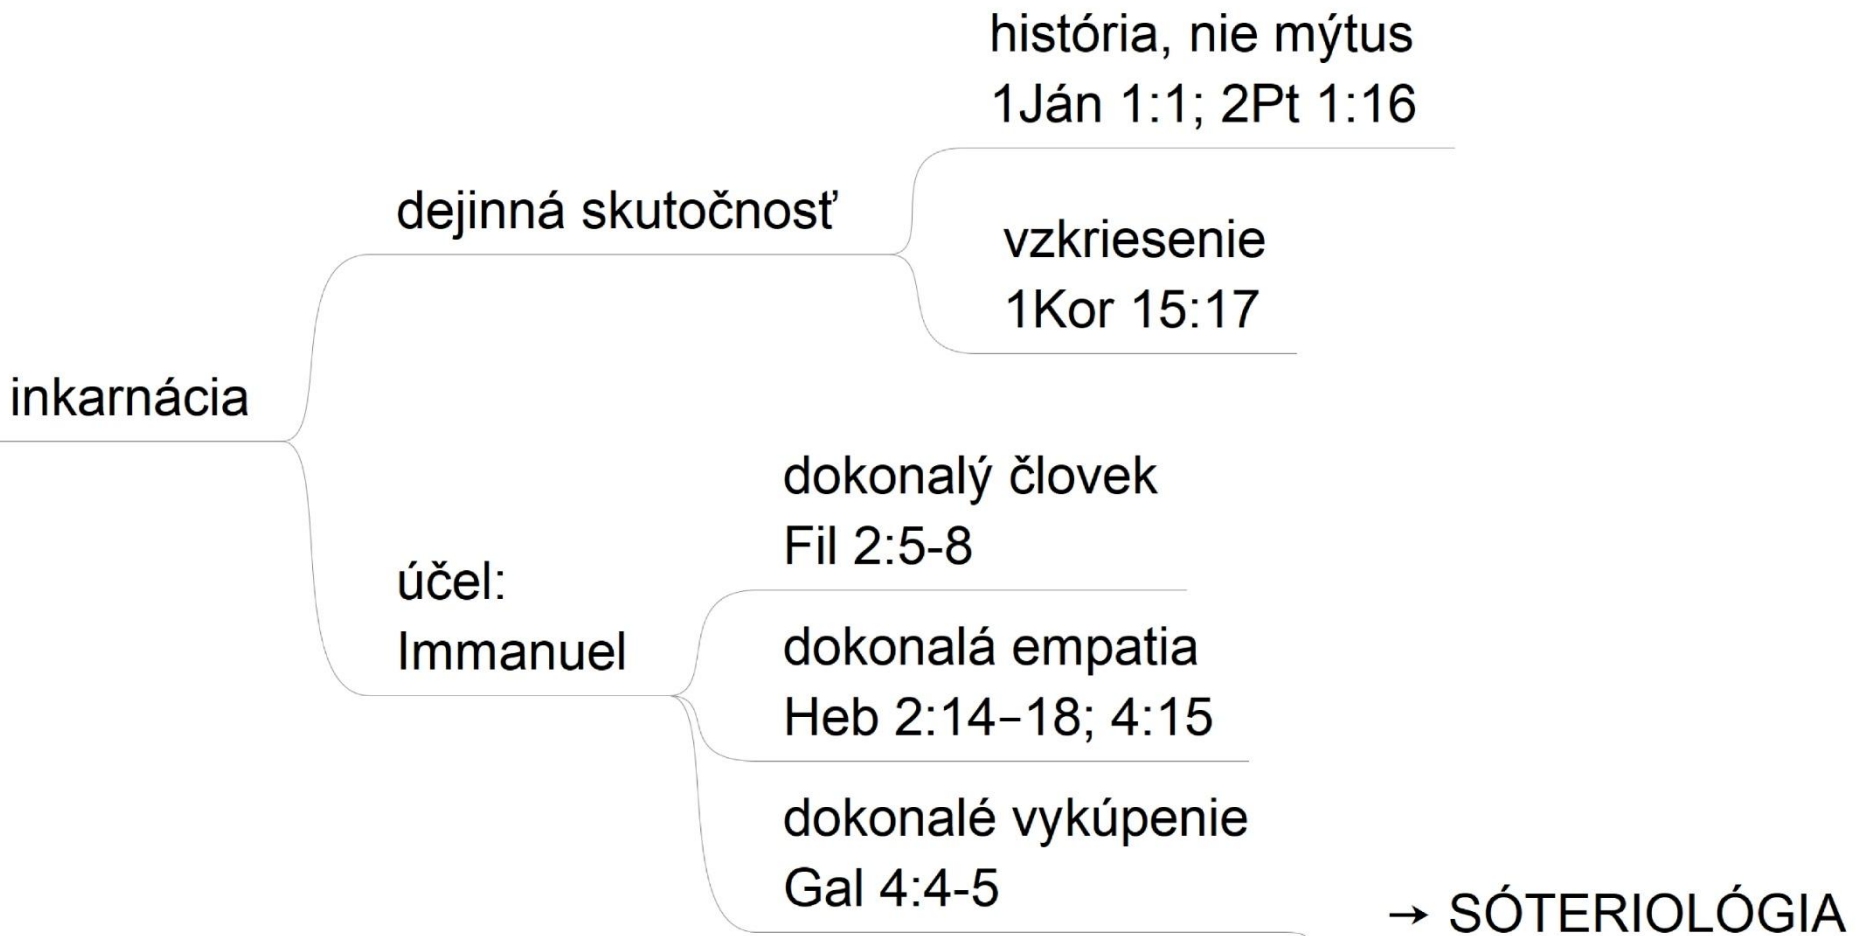 história, nie mýtus
1Ján 1:1; 2Pt 1:16
dejinná skutočnosť
vzkriesenie
1Kor 15:17
inkarnácia
dokonalý človek
Fil 2:5-8
účel:
Immanuel
dokonalá empatia
Heb 2:14–18; 4:15
dokonalé vykúpenie
Gal 4:4-5
→ SÓTERIOLÓGIA